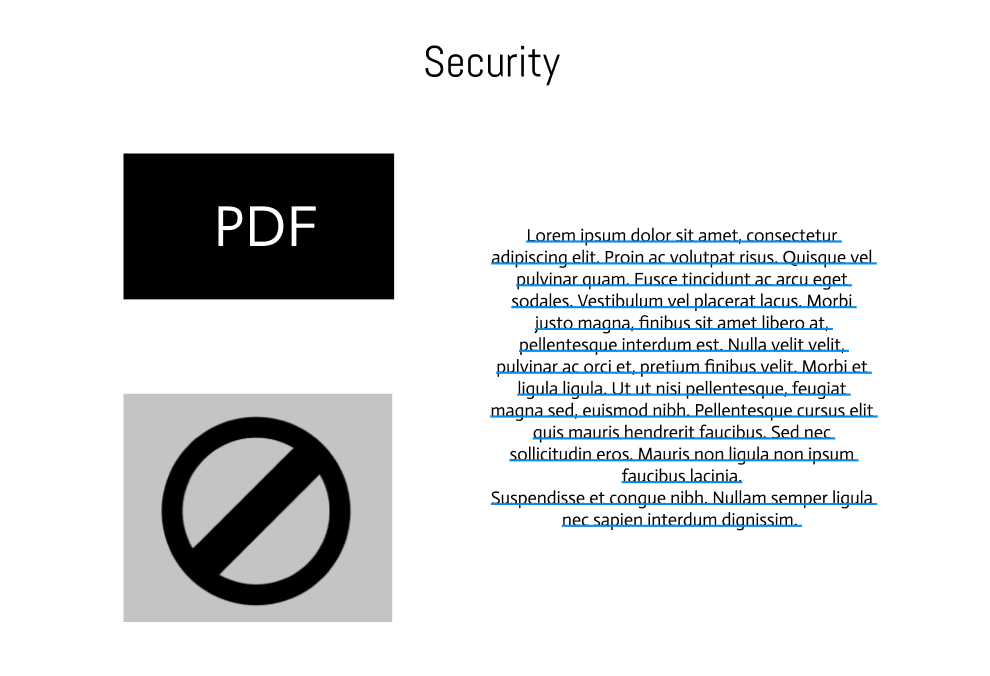 Security
PDF
Lorem ipsum dolor sit amet, consectetur
adipiscing elit. Proin ac volutpat risus. Quisque vel
pulvinar quam. Fusce tincidunt ac arcu eget
sodales. Vestibulum vel placerat lacus. Morbi
justo magna, finibus sit amet libero at,
pellentesque interdum est. Nulla velit velit,
pulvinar ac orci et, pretium finibus velit. Morbi et
ligula ligula. Ut ut nisi pellentesque, feugiat
magna sed, euismod nibh. Pellentesque cursus elit
quis mauris hendrerit faucibus. Sed nec
sollicitudin eros. Mauris non ligula non ipsum
faucibus lacinia.
Suspendisse et congue nibh. Nullam semper ligula
nec sapien interdum dignissim.